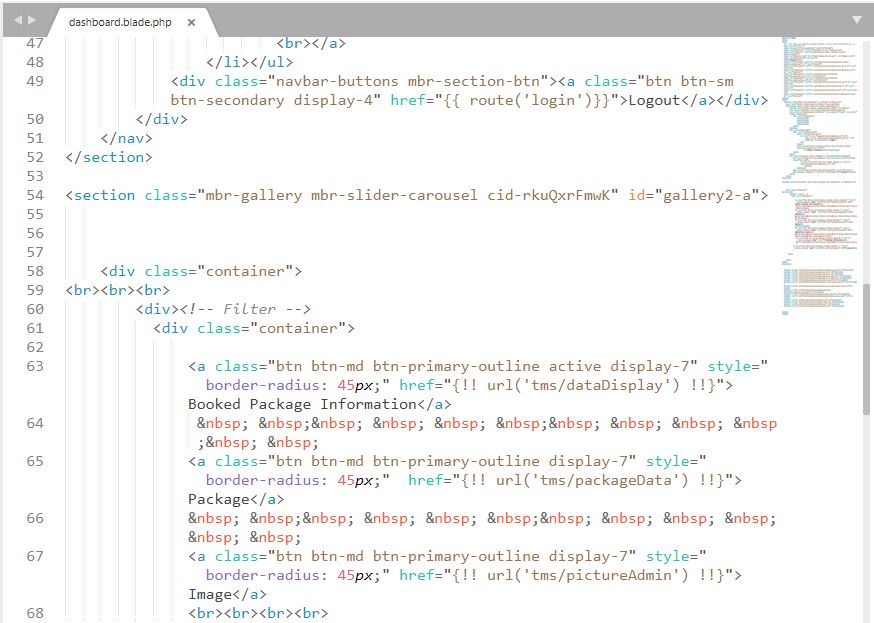 dashboard.blade.php ×
47 <br></a>
48 </li></ul>
49 <div class="navbar-buttons mbr-section-btn"><a class="btn btn-sm
btn-secondary display-4" href="{{ route('login')}}">Logout</a></div>
50 </div>
51 </nav>
52 </section>
53
54 <section class="mbr-gallery mbr-slider-carousel cid-rkuQxrFmwK" id="gallery2-a">
55
56
57
58 <div class="container">
59 <br><br><br>
60 <div><!-- Filter -->
61 <div class="container">
62
63 <a class="btn btn-md btn-primary-outline active display-7" style="
border-radius: 45px;" href="{!! url('tms/dataDisplay') !!}">
Booked Package Information</a>
64 &nbsp; &nbsp;&nbsp; &nbsp; &nbsp; &nbsp;&nbsp; &nbsp; &nbsp; &nbsp
;&nbsp; &nbsp;
65 <a class="btn btn-md btn-primary-outline display-7" style="
border-radius: 45px;"  href="{!! url('tms/packageData') !!}">
Package</a>
66 &nbsp; &nbsp;&nbsp; &nbsp; &nbsp; &nbsp;&nbsp; &nbsp; &nbsp; &nbsp;
&nbsp; &nbsp;
67 <a class="btn btn-md btn-primary-outline display-7" style="
border-radius: 45px;" href="{!! url('tms/pictureAdmin') !!}">
Image</a>
68 <br><br><br><br>